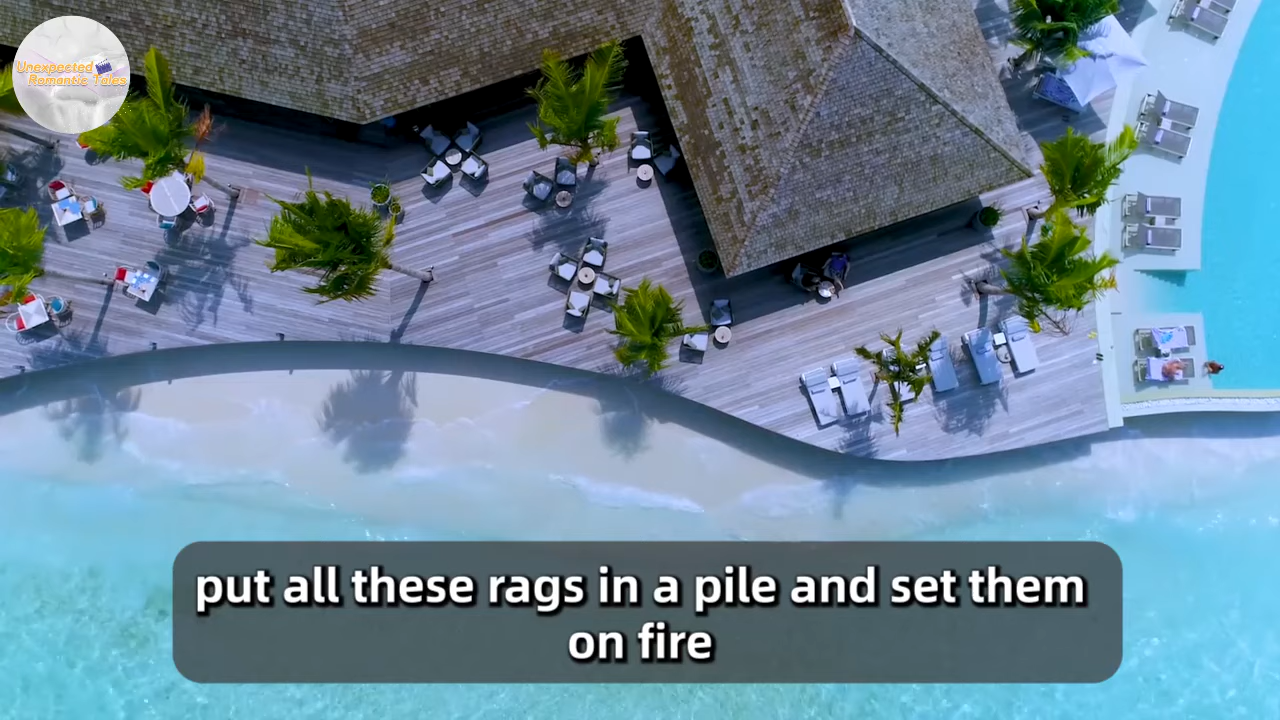 Unexpected
Romantic Tales
put all these rags in a pile and set them
on fire